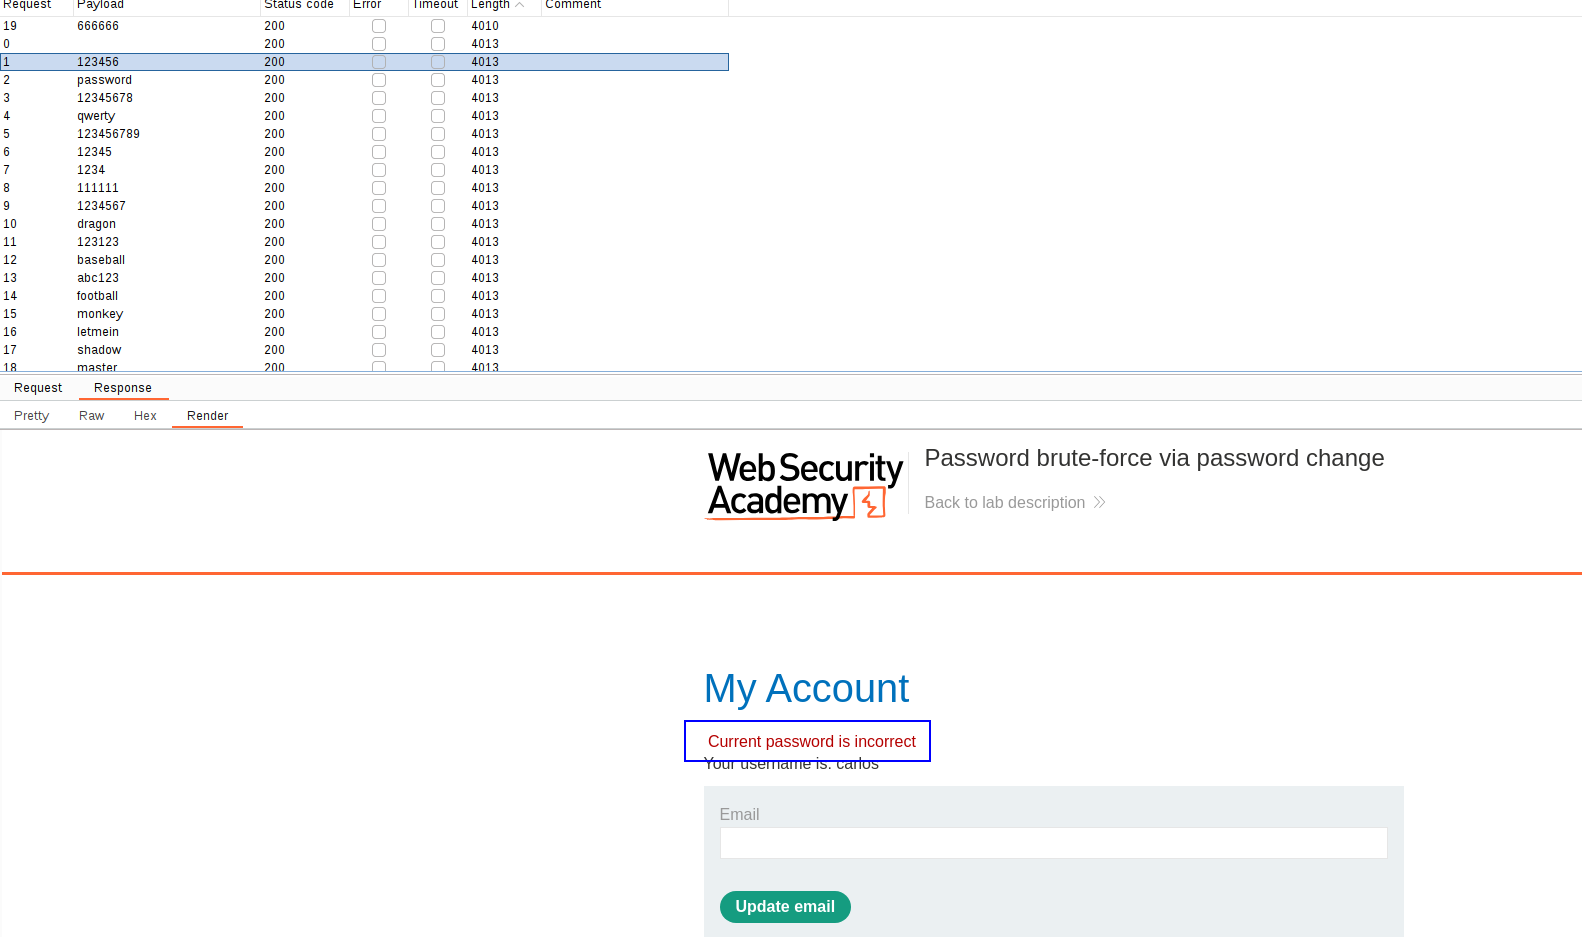 Request Payload Status code Error Timeout Length Comment
19 666666 200 4010
0 200 4013
1 123456 200 4013
2 password 200 4013
3 12345678 200 4013
4 qwerty 200 4013
5 123456789 200 4013
6 12345 200 4013
7 1234 200 4013
8 111111 200 4013
9 1234567 200 4013
10 dragon 200 4013
11 123123 200 4013
12 baseball 200 4013
13 abc123 200 4013
14 football 200 4013
15 monkey 200 4013
16 letmein 200 4013
17 shadow 200 4013
18 master 200 4013
Request Response
Pretty Raw Hex Render
Web Security
Academy
Password brute-force via password change
Back to lab description
My Account
Current password is incorrect
Your username is: carlos
Email
Update email